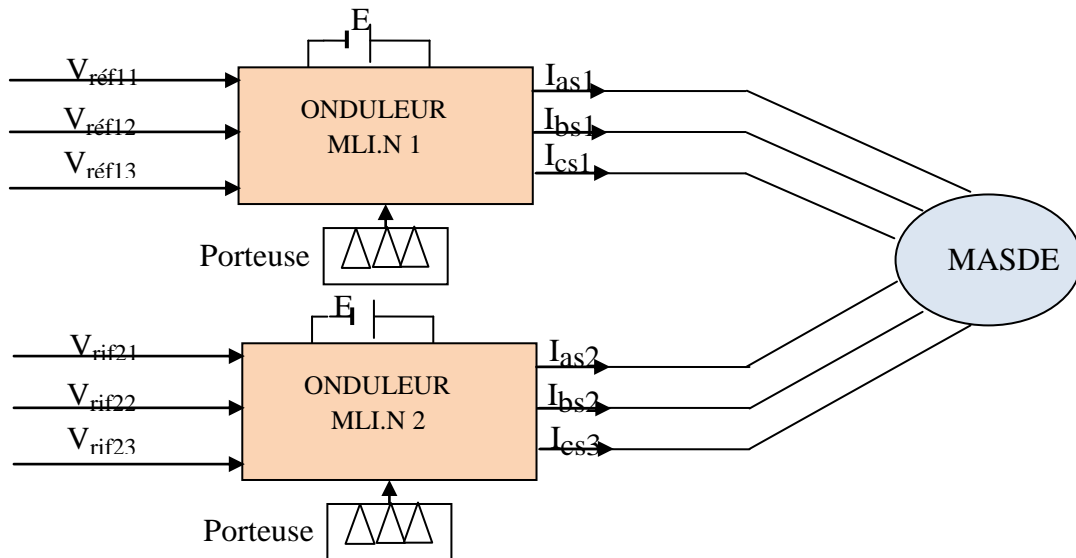 E
Vréf11
Vréf12
Vréf13
ONDULEUR
MLI.N 1
Ias1
Ibs1
Ics1
Porteuse
MASDE
E
Vrif21
Vrif22
Vrif23
ONDULEUR
MLI.N 2
Ias2
Ibs2
Ics3
Porteuse